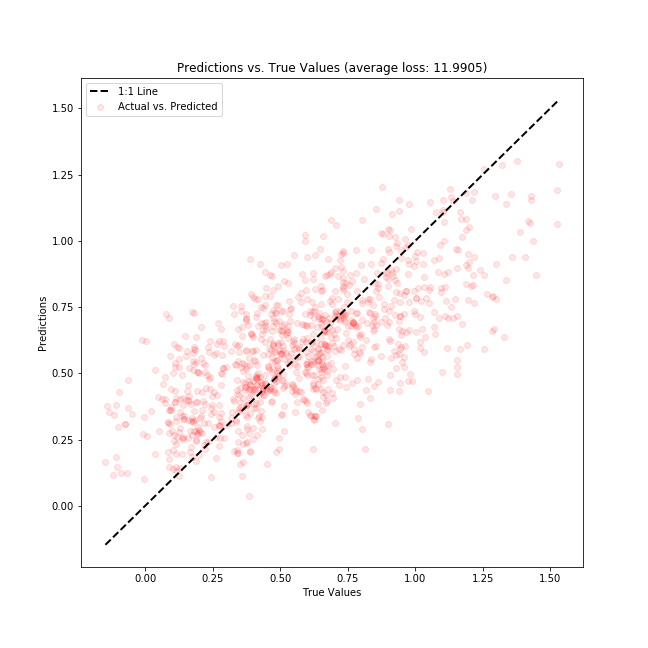 Predictions vs. True Values (average loss: 11.9905)
1:1 Line
Actual vs. Predicted
1.50
1.25
1.00
0.75
0.50
0.25
0.00
Predictions
0.00 0.25 0.50 0.75 1.00 1.25 1.50
True Values